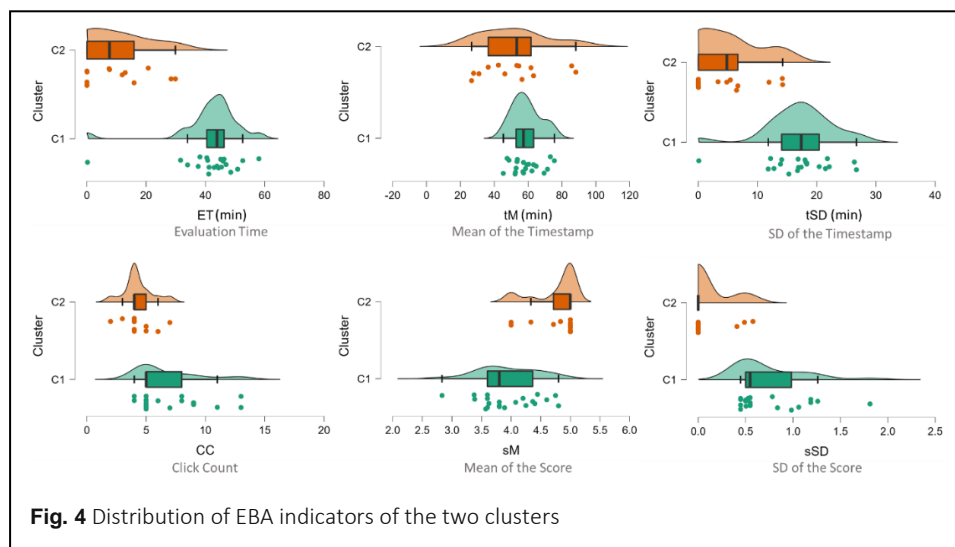 Cluster
C2
C1
0
20
40
60
80
ET (min)
Evaluation Time
Cluster
C2
C1
-20
0
20
40
60
80
100
120
tM (min)
Mean of the Timestamp
Cluster
C2
C1
0
10
20
30
40
tSD (min)
SD of the Timestamp
Cluster
C2
C1
0
5
10
15
20
CC
Click Count
Cluster
C2
C1
2.0
2.5
3.0
3.5
4.0
4.5
5.0
5.5
6.0
sM
Mean of the Score
Cluster
C2
C1
0.0
0.5
1.0
1.5
2.0
2.5
sSD
SD of the Score
Fig. 4 Distribution of EBA indicators of the two clusters